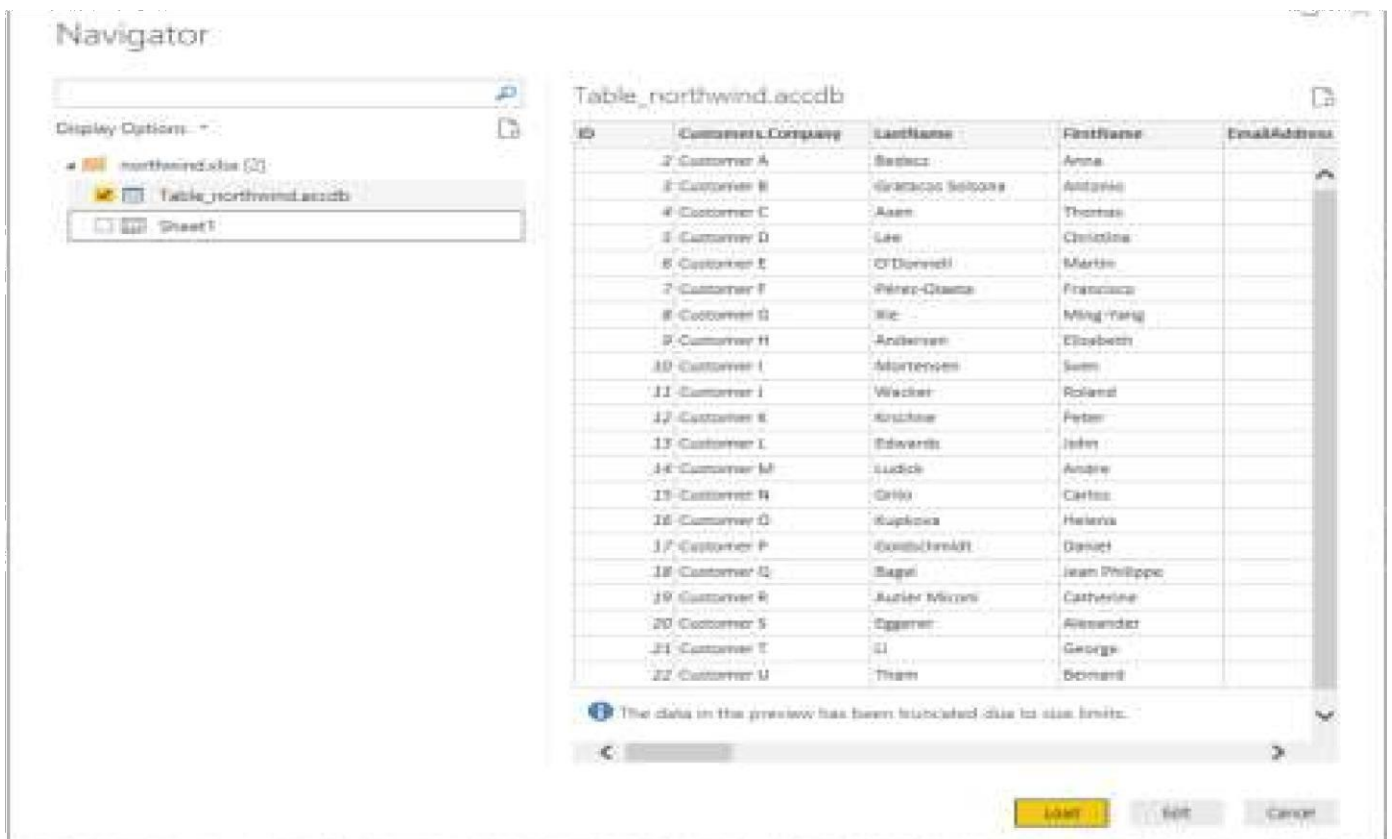 Navigator
Display Options
northwind.xlsx [2]
Table_northwind.accdb
Sheet1
Table_northwind.accdb
ID Customers.Company LastName FirstName EmailAddress
2 Customer A Bedecs Anna
3 Customer B Gratacos Solsona Antonio
4 Customer C Axen Thomas
5 Customer D Lee Christina
6 Customer E O'Donnell Martin
7 Customer F Pérez-Olaeta Francisco
8 Customer G Xie Ming-Yang
9 Customer H Andersen Elizabeth
10 Customer I Mortensen Sven
11 Customer J Wacker Roland
12 Customer K Krschne Peter
13 Customer L Edwards John
14 Customer M Ludick Andre
15 Customer N Grilo Carlos
16 Customer O Kupkova Helena
17 Customer P Goldschmidt Daniel
18 Customer Q Bagel Jean Philippe
19 Customer R Autier Miconi Catherine
20 Customer S Eggerer Alexander
21 Customer T Li George
22 Customer U Tham Bernard
The data in the preview has been truncated due to size limits.
Load Edit Cancel